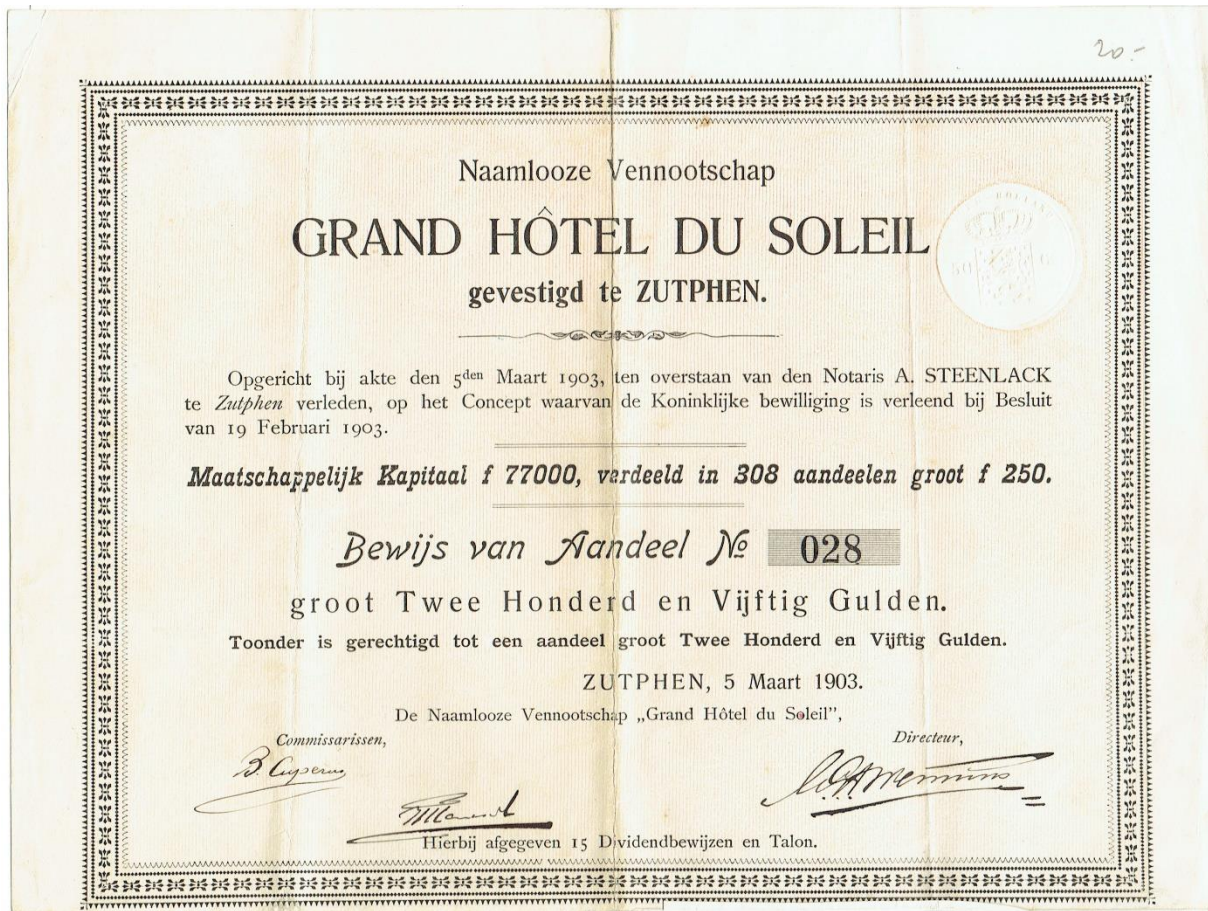 20.-
Naamlooze Vennootschap
GRAND HÔTEL DU SOLEIL
gevestigd te ZUTPHEN.
Opgericht bij akte den 5den Maart 1903, ten overstaan van den Notaris A. STEENLACK
te Zutphen verleden, op het Concept waarvan de Koninklijke bewilliging is verleend bij Besluit
van 19 Februari 1903.
Maatschappelijk Kapitaal f 77000, verdeeld in 308 aandeelen groot f 250.
Bewijs van Aandeel No 028
groot Twee Honderd en Vijftig Gulden.
Toonder is gerechtigd tot een aandeel groot Twee Honderd en Vijftig Gulden.
ZUTPHEN, 5 Maart 1903.
De Naamlooze Vennootschap „Grand Hôtel du Soleil",
Commissarissen,
Directeur,
B. Cuperus
Hierbij afgegeven 15 Dividendbewijzen en Talon.